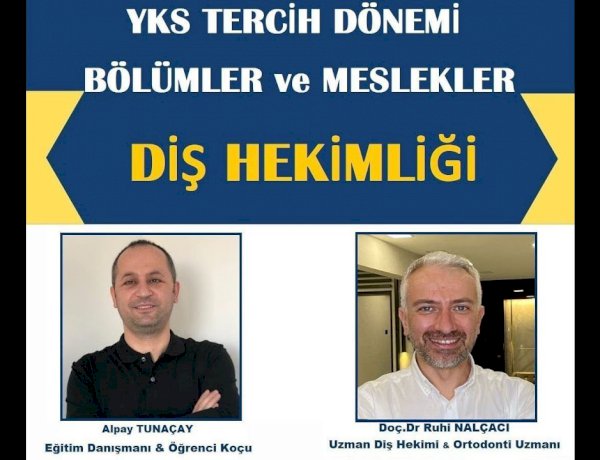 YKS TERCİH DÖNEMİ
BÖLÜMLER ve MESLEKLER
DİŞ HEKİMLİĞİ
Alpay TUNAÇAY
Eğitim Danışmanı & Öğrenci Koçu
Doç.Dr Ruhi NALÇACI
Uzman Diş Hekimi & Ortodonti Uzmanı